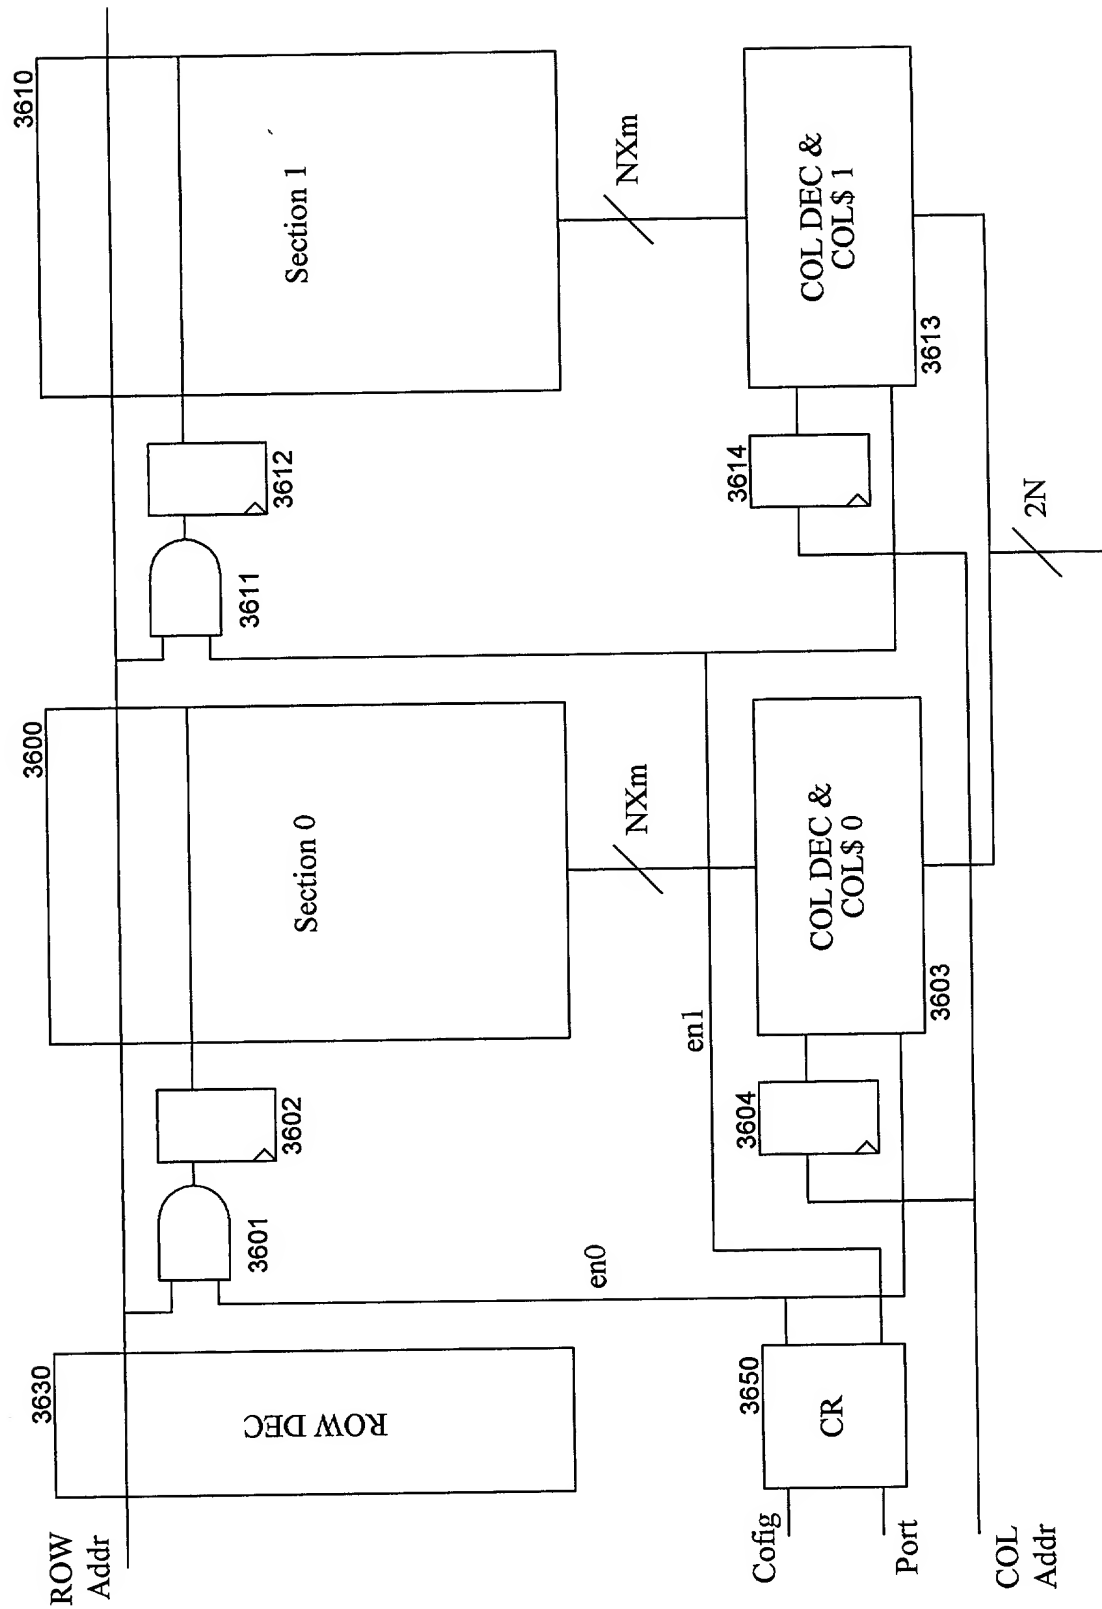 ROW
Addr
3630
ROW DEC
3601
3602
3600
Section 0
3611
3612
3610
Section 1
en0
en1
NXm
NXm
Cofig
Port
3650
CR
3604
COL DEC &
COL$ 0
3603
3614
COL DEC &
COL$ 1
3613
COL
Addr
2N